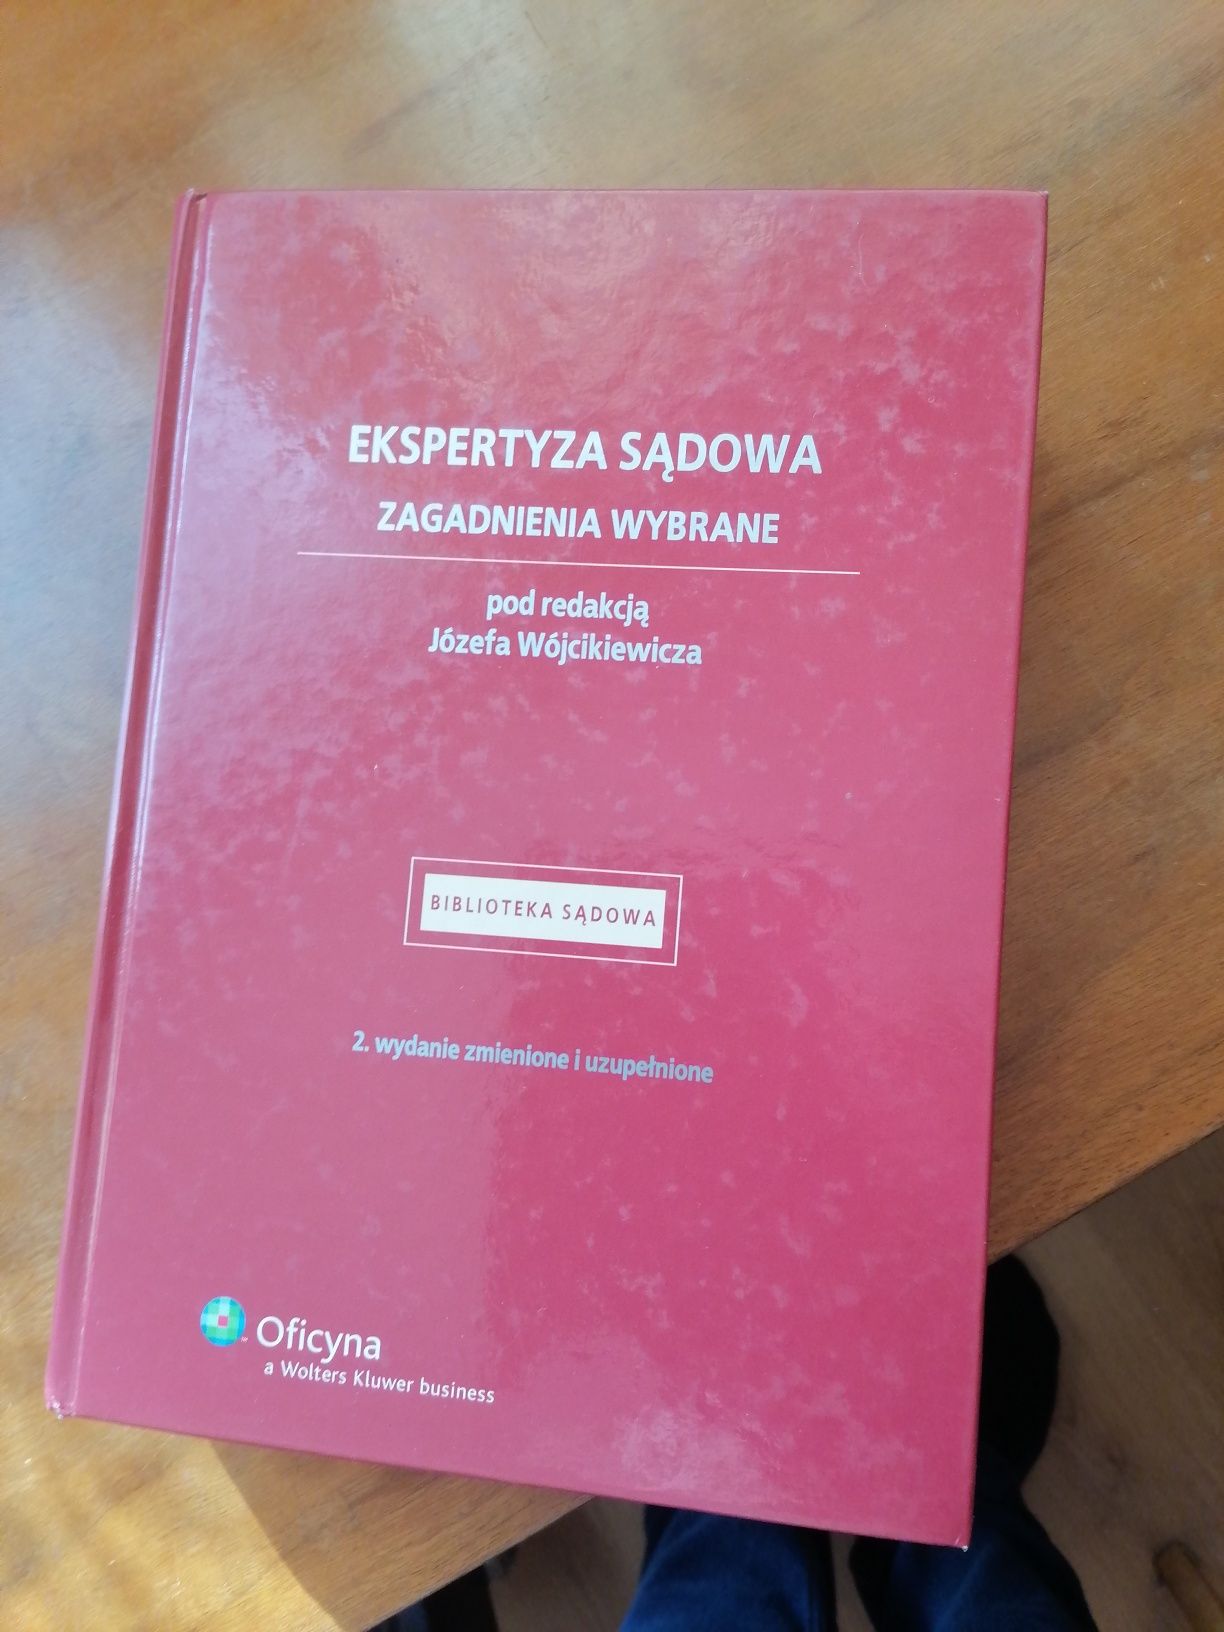 EKSPERTYZA SĄDOWA
ZAGADNIENIA WYBRANE
pod redakcją
Józefa Wójcikiewicza
BIBLIOTEKA SĄDOWA
2. wydanie zmienione i uzupełnione
Oficyna
a Wolters Kluwer business